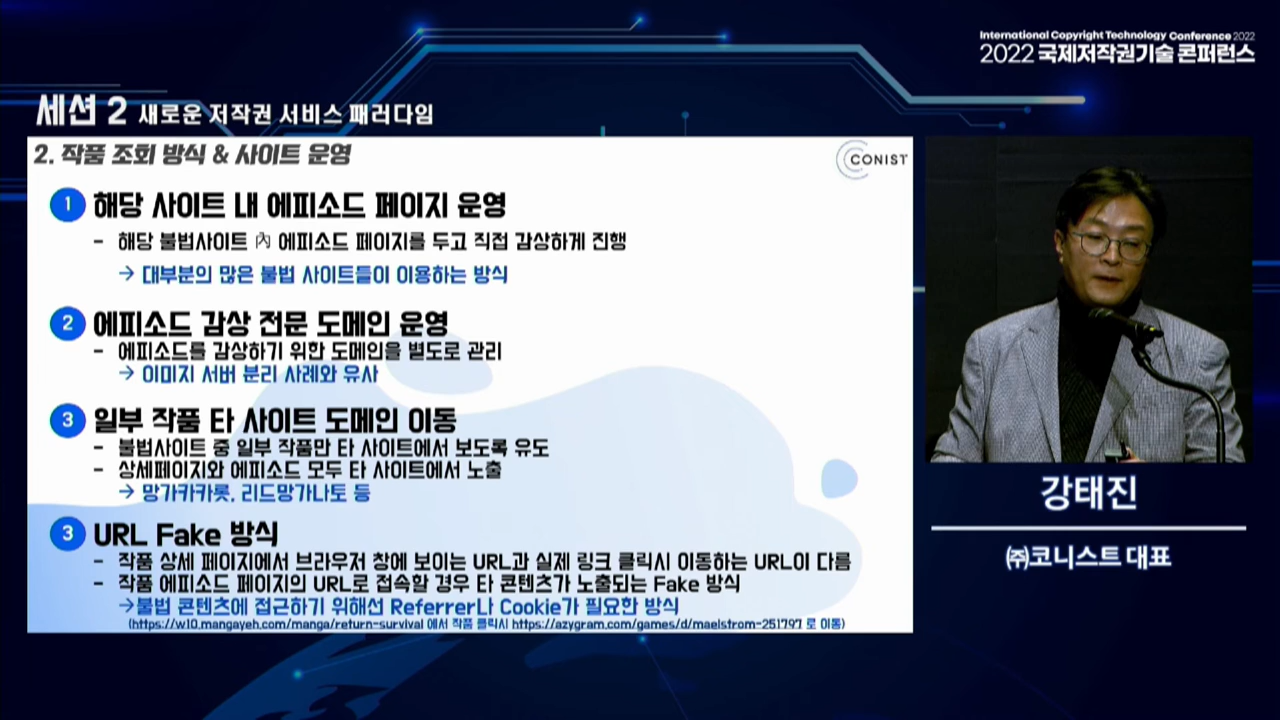 International Copyright Technology Conference 2022
2022 국제저작권기술 콘퍼런스
세션 2 새로운 저작권 서비스 패러다임
2. 작품 조회 방식 & 사이트 운영
CONIST
1 해당 사이트 내 에피소드 페이지 운영
- 해당 불법사이트 內 에피소드 페이지를 두고 직접 감상하게 진행
→ 대부분의 많은 불법 사이트들이 이용하는 방식
2 에피소드 감상 전문 도메인 운영
- 에피소드를 감상하기 위한 도메인을 별도로 관리
→ 이미지 서버 분리 사례와 유사
3 일부 작품 타 사이트 도메인 이동
- 불법사이트 중 일부 작품만 타 사이트에서 보도록 유도
- 상세페이지와 에피소드 모두 타 사이트에서 노출
→ 망가카카롯, 리드망가나토 등
3 URL Fake 방식
- 작품 상세 페이지에서 브라우저 창에 보이는 URL과 실제 링크 클릭시 이동하는 URL이 다름
- 작품 에피소드 페이지의 URL로 접속할 경우 타 콘텐츠가 노출되는 Fake 방식
→불법 콘텐츠에 접근하기 위해선 Referrer나 Cookie가 필요한 방식
(https://w10.mangayeh.com/manga/return-survival 에서 작품 클릭시 https://azygram.com/games/d/maelstrom-251797 로 이동)
강태진
㈜코니스트 대표